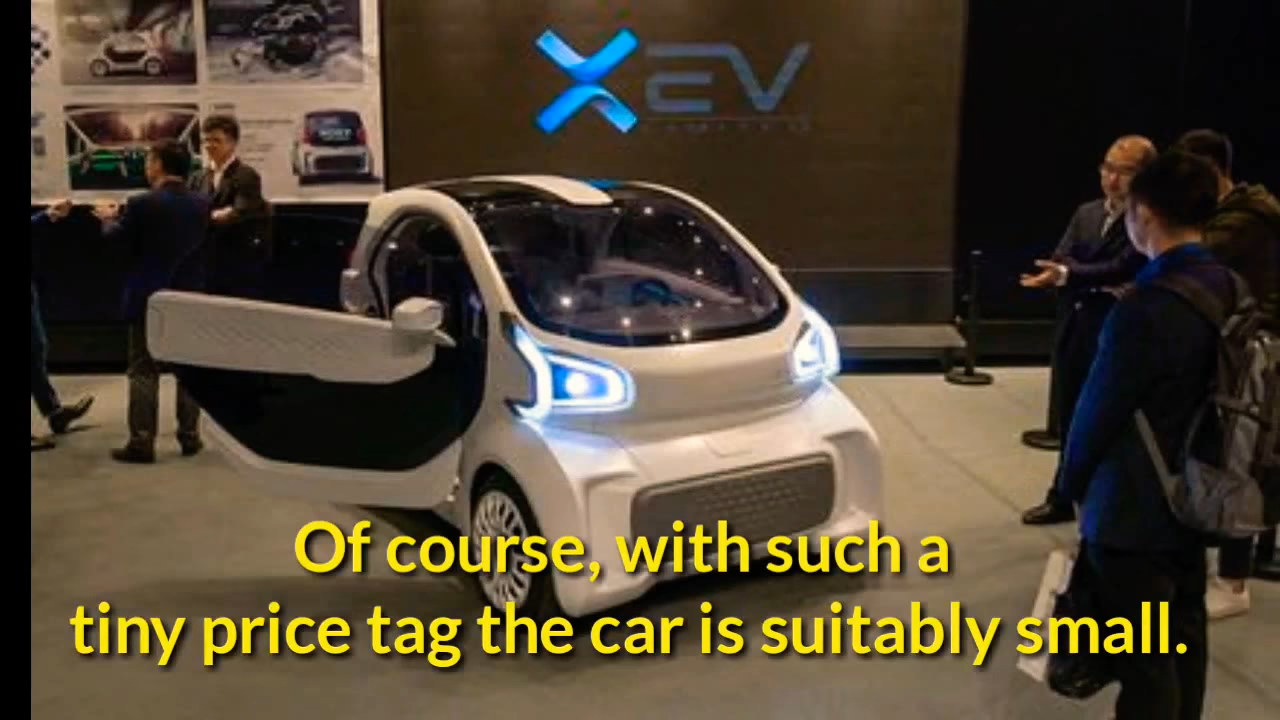 XEV
Of course, with such a
tiny price tag the car is suitably small.